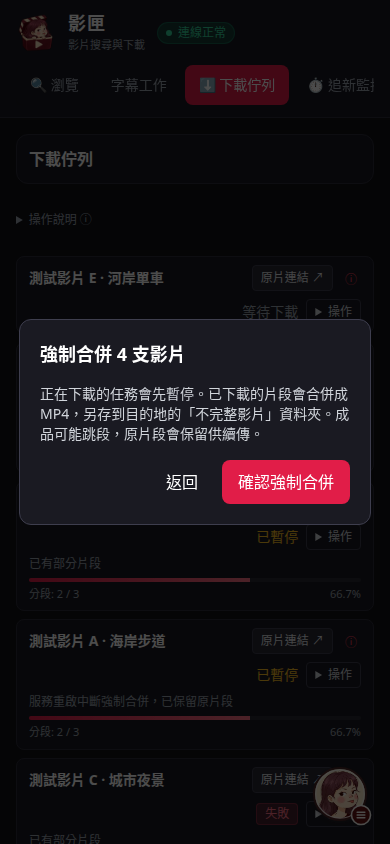 影匣
影片搜尋與下載
連線正常
瀏覽
字幕工作
下載佇列
追新監控
下載佇列
操作說明 ⓘ
測試影片 E · 河岸單車
原片連結 ↗
等待下載
操作
強制合併 4 支影片
正在下載的任務會先暫停。已下載的片段會合併成
MP4，另存到目的地的「不完整影片」資料夾。成
品可能跳段，原片段會保留供續傳。
返回
確認強制合併
已暫停
操作
已有部分片段
分段: 2 / 3
66.7%
測試影片 A · 海岸步道
原片連結 ↗
已暫停
操作
服務重啟中斷強制合併，已保留原片段
分段: 2 / 3
66.7%
測試影片 C · 城市夜景
原片連結
失敗
已有部分片段